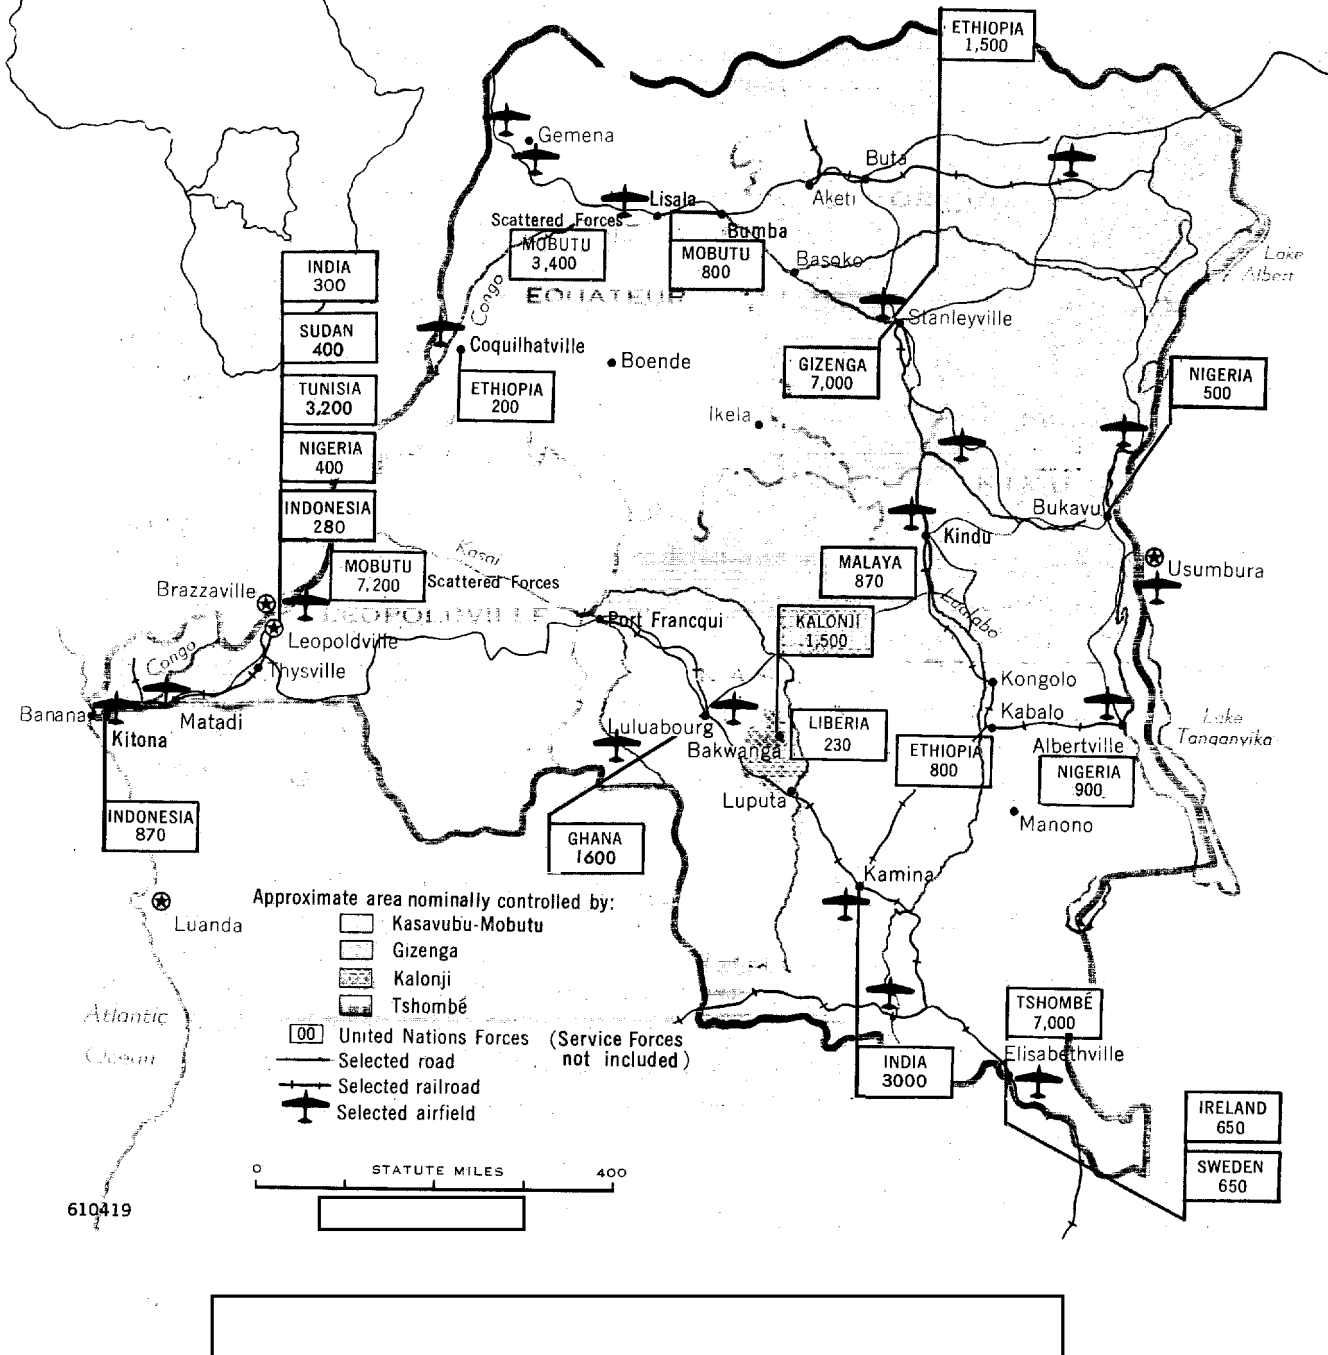 ETHIOPIA
1,500
Gemena
Buta
Aketi
Lisala
Scattered Forces
Bumba
MOBUTU
3,400
MOBUTU
800
Basoko
Lake
Albert
INDIA
300
Congo
EQUATEUR
SUDAN
400
Stanleyville
Coquilhatville
Boende
GIZENGA
7,000
NIGERIA
500
TUNISIA
3,200
ETHIOPIA
200
Ikela
NIGERIA
400
INDONESIA
280
Bukavu
Kindu
Kasai
MALAYA
870
Usumbura
MOBUTU
7,200
Scattered Forces
Brazzaville
LEOPOLDVILLE
Lualaba
Port Francqui
KALONJI
1,500
Leopoldville
Congo
Thysville
Kongolo
Banana
Matadi
Kitona
Luluabourg
Bakwanga
LIBERIA
230
Kabalo
Albertville
Lake
Tanganyika
ETHIOPIA
800
NIGERIA
900
Luputa
Manono
INDONESIA
870
GHANA
1600
Kamina
Luanda
Approximate area nominally controlled by:
Kasavubu-Mobutu
Gizenga
Kalonji
Tshombé
00 United Nations Forces (Service Forces
not included)
Selected road
Selected railroad
Selected airfield
Atlantic
Ocean
TSHOMBÉ
7,000
Elisabethville
INDIA
3000
IRELAND
650
SWEDEN
650
0 STATUTE MILES 400
610419